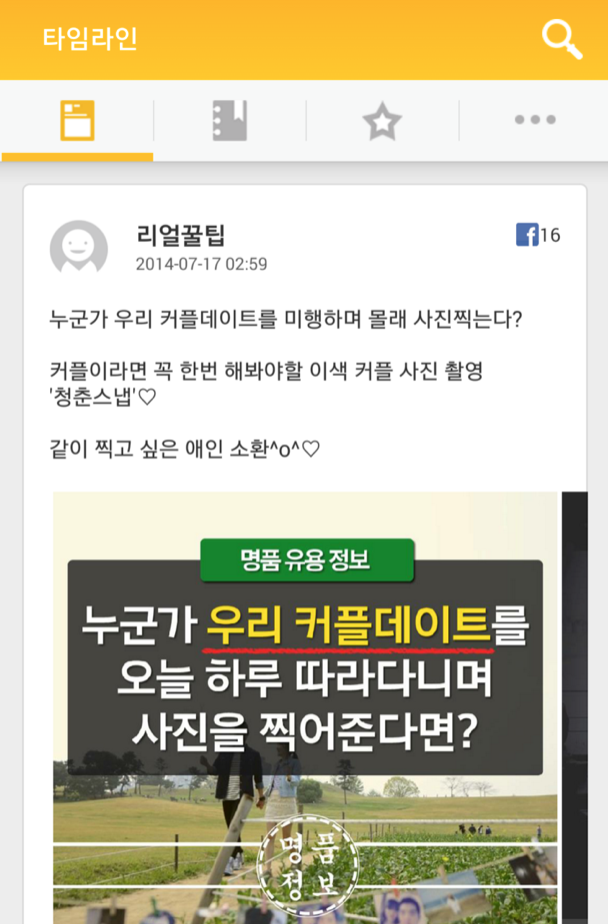 타임라인
리얼꿀팁
2014-07-17 02:59
f 16
누군가 우리 커플데이트를 미행하며 몰래 사진찍는다?
커플이라면 꼭 한번 해봐야할 이색 커플 사진 촬영
'청춘스냅'♡
같이 찍고 싶은 애인 소환^o^♡
명품 유용 정보
누군가 우리 커플데이트를
오늘 하루 따라다니며
사진을 찍어준다면?
명품
정보